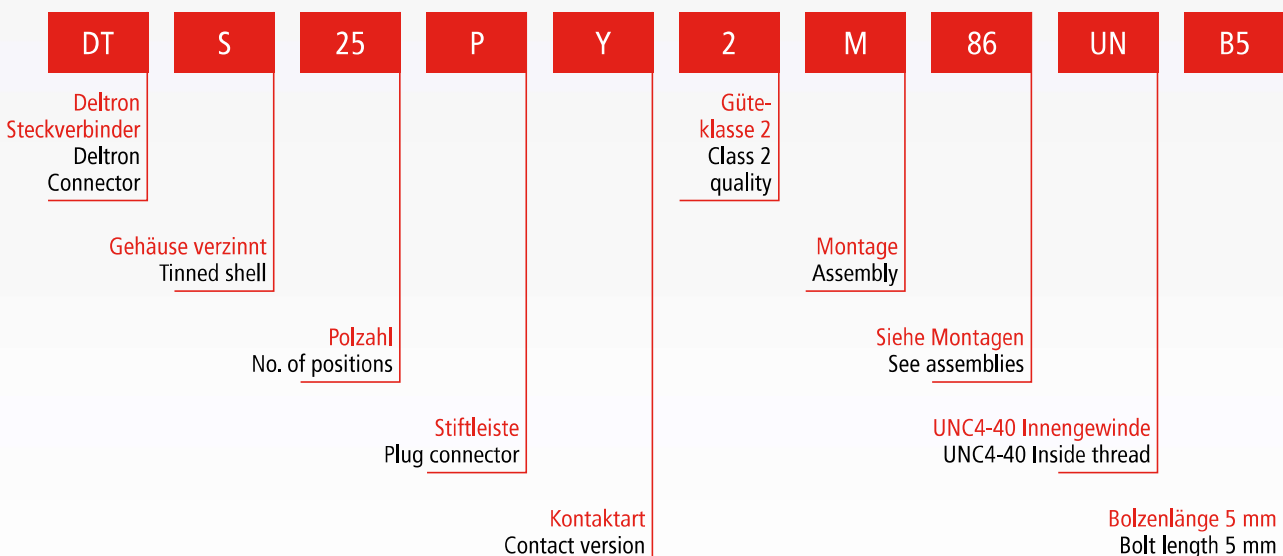 DT S 25 P Y 2 M 86 UN B5
Deltron
Steckverbinder
Deltron
Connector
Güte-
klasse 2
Class 2
quality
Gehäuse verzinnt
Tinned shell
Montage
Assembly
Polzahl
No. of positions
Siehe Montagen
See assemblies
Stiftleiste
Plug connector
UNC4-40 Innengewinde
UNC4-40 Inside thread
Kontaktart
Contact version
Bolzenlänge 5 mm
Bolt length 5 mm